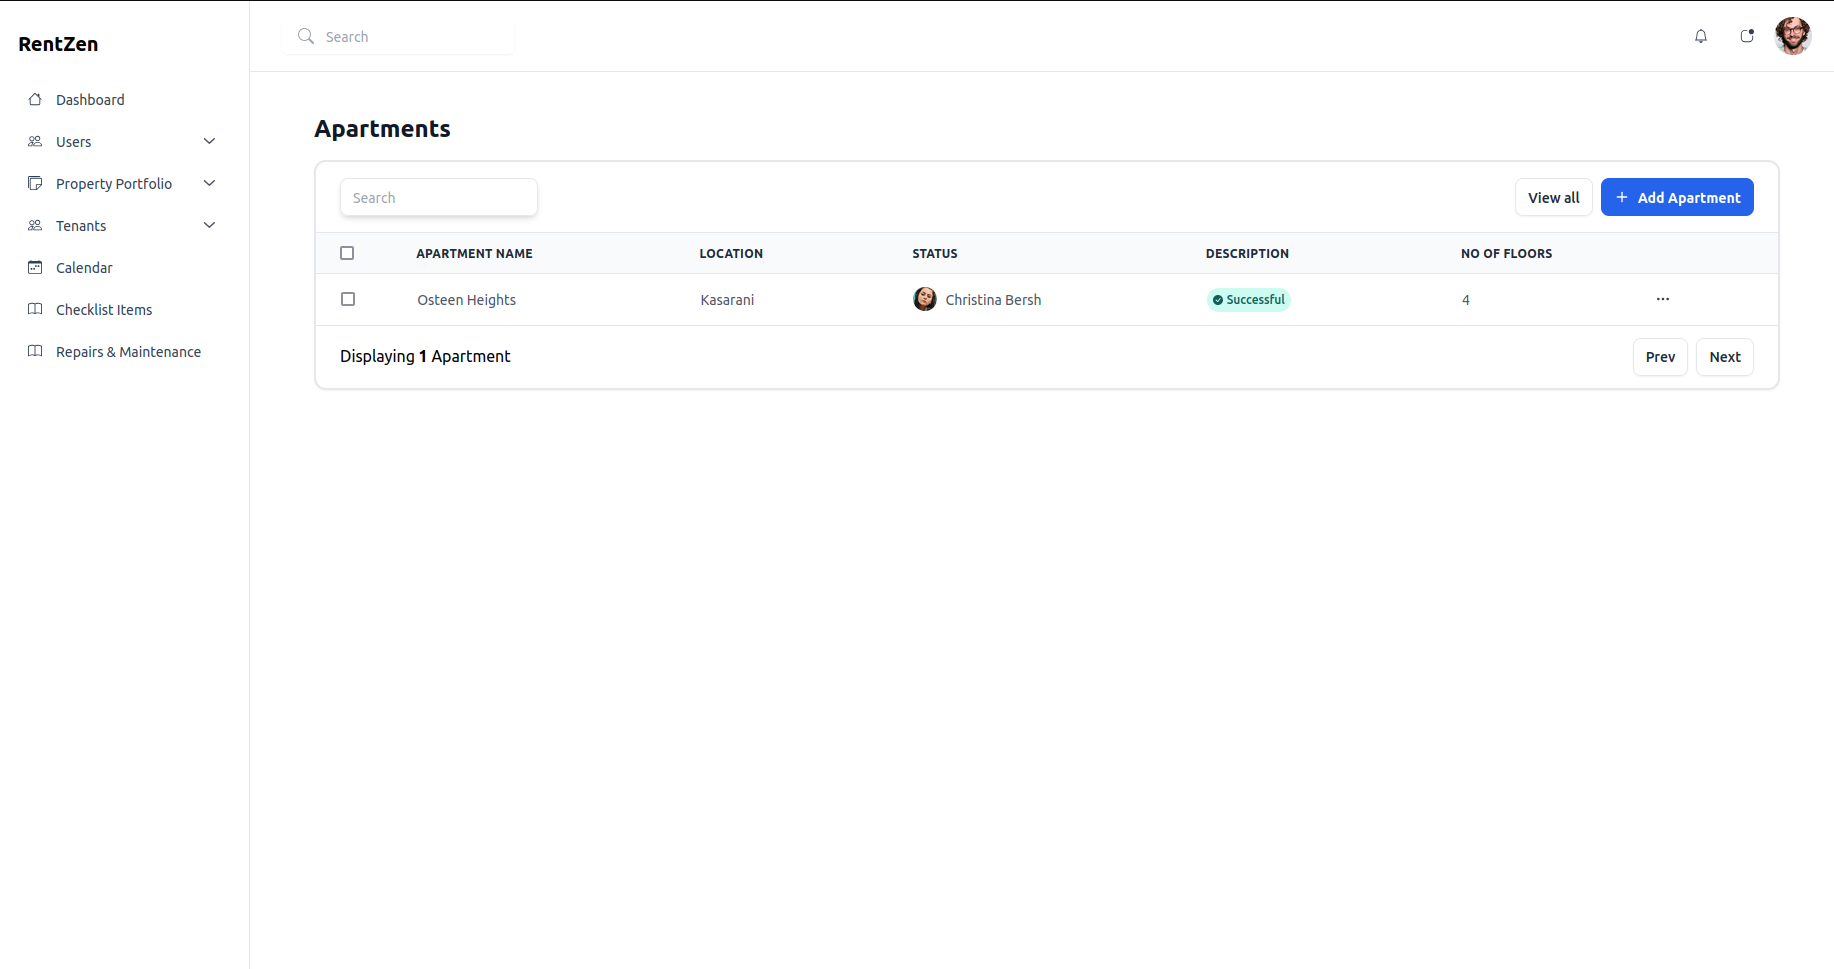 RentZen
Search
Dashboard
Users
Property Portfolio
Tenants
Calendar
Checklist Items
Repairs & Maintenance
Apartments
Search
View all
+ Add Apartment
APARTMENT NAME LOCATION STATUS DESCRIPTION NO OF FLOORS
Osteen Heights Kasarani Christina Bersh Successful 4 ···
Displaying 1 Apartment
Prev Next